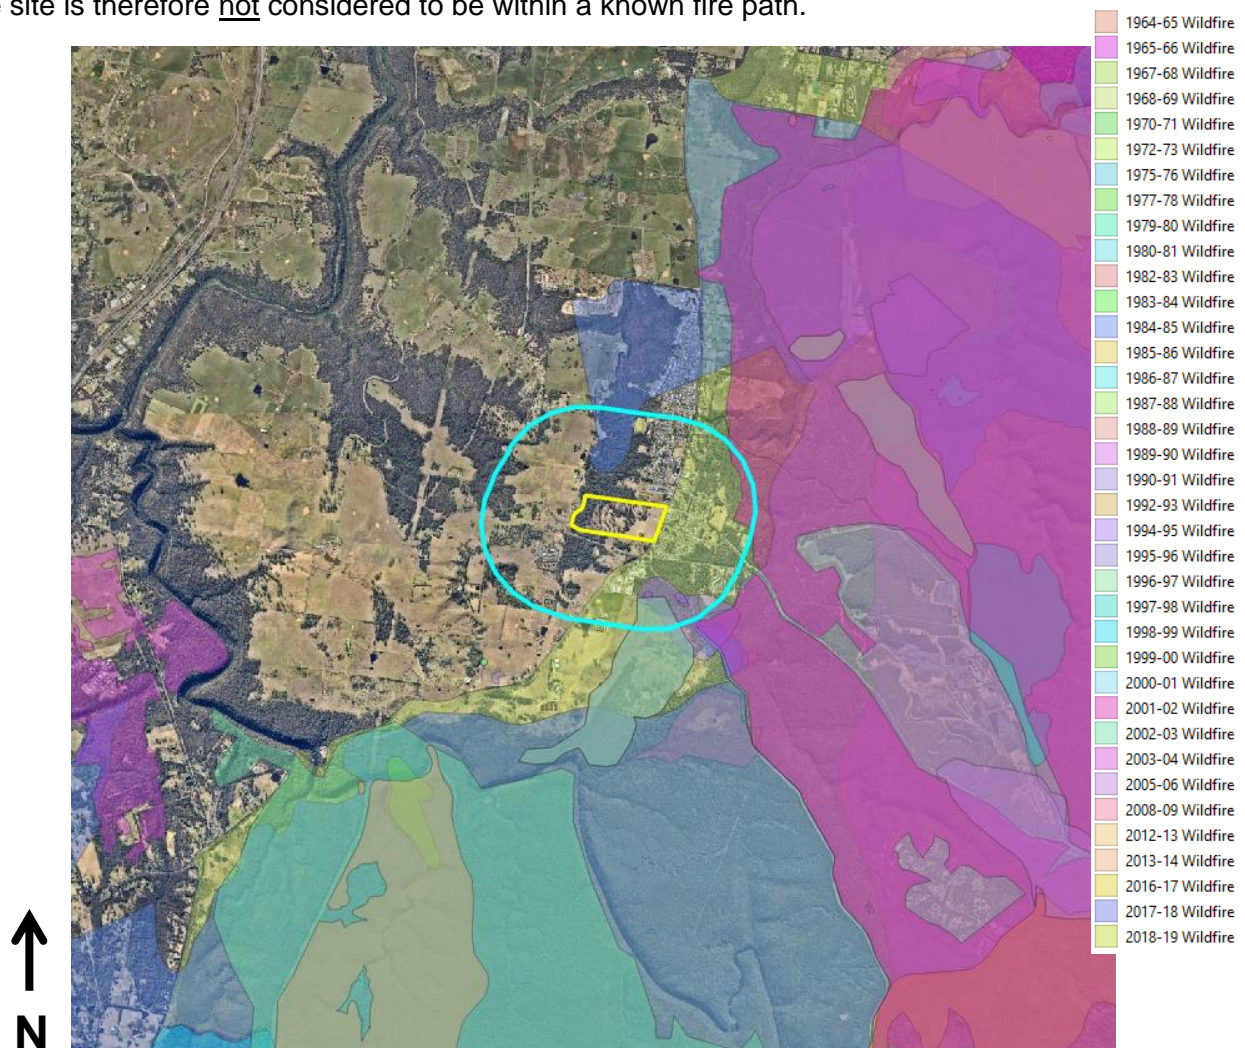 site is therefore not considered to be within a known fire path.
1964-65 Wildfire
1965-66 Wildfire
1967-68 Wildfire
1968-69 Wildfire
1970-71 Wildfire
1972-73 Wildfire
1975-76 Wildfire
1977-78 Wildfire
1979-80 Wildfire
1980-81 Wildfire
1982-83 Wildfire
1983-84 Wildfire
1984-85 Wildfire
1985-86 Wildfire
1986-87 Wildfire
1987-88 Wildfire
1988-89 Wildfire
1989-90 Wildfire
1990-91 Wildfire
1992-93 Wildfire
1994-95 Wildfire
1995-96 Wildfire
1996-97 Wildfire
1997-98 Wildfire
1998-99 Wildfire
1999-00 Wildfire
2000-01 Wildfire
2001-02 Wildfire
2002-03 Wildfire
2003-04 Wildfire
2005-06 Wildfire
2008-09 Wildfire
2012-13 Wildfire
2013-14 Wildfire
2016-17 Wildfire
2017-18 Wildfire
2018-19 Wildfire
N